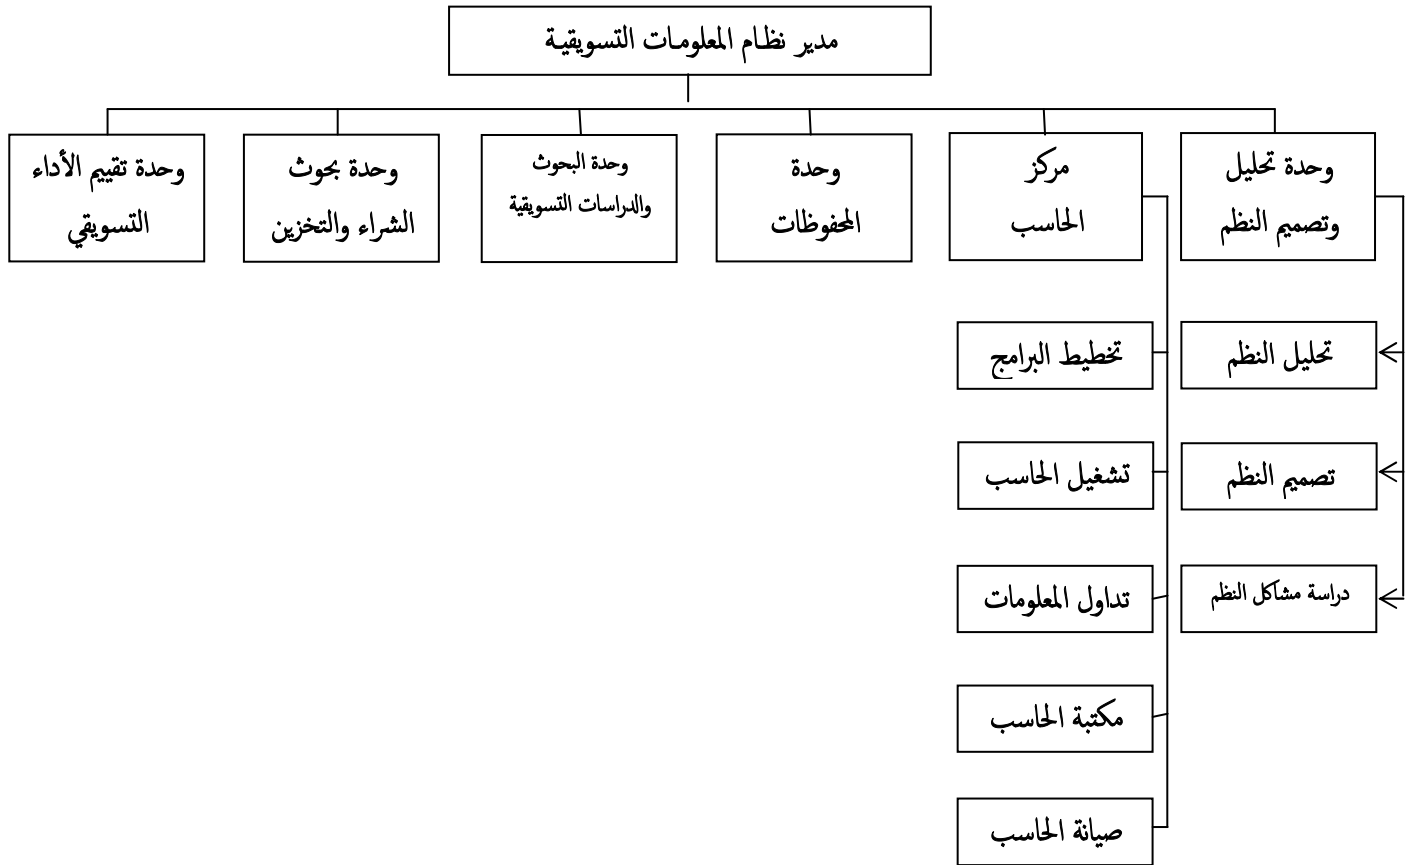 مدير نظام المعلومات التسويقية
وحدة تحليل
وتصميم النظم
مركز
الحاسب
وحدة
المحفوظات
وحدة البحوث
والدراسات التسويقية
وحدة بحوث
الشراء والتخزين
وحدة تقييم الأداء
التسويقي
تحليل النظم
تصميم النظم
دراسة مشاكل النظم
تخطيط البرامج
تشغيل الحاسب
تداول المعلومات
مكتبة الحاسب
صيانة الحاسب